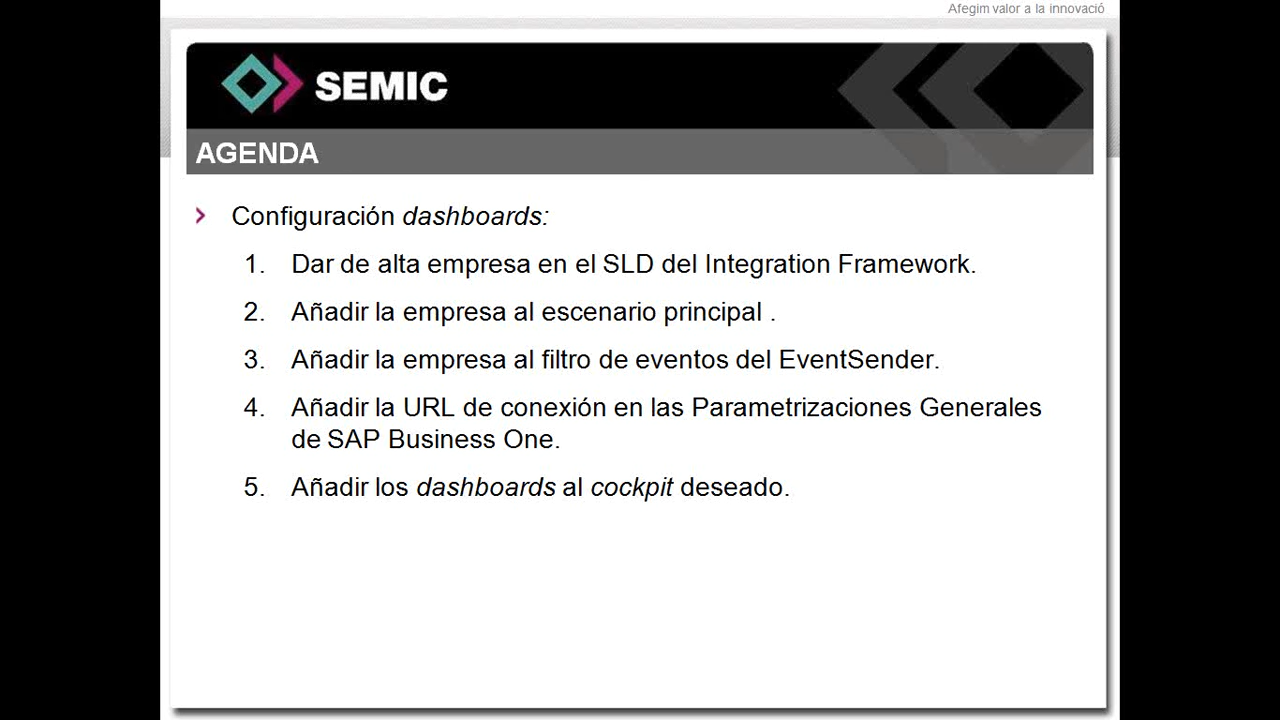 Afegim valor a la innovació
SEMIC
AGENDA
Configuración dashboards:
1. Dar de alta empresa en el SLD del Integration Framework.
2. Añadir la empresa al escenario principal .
3. Añadir la empresa al filtro de eventos del EventSender.
4. Añadir la URL de conexión en las Parametrizaciones Generales
de SAP Business One.
5. Añadir los dashboards al cockpit deseado.